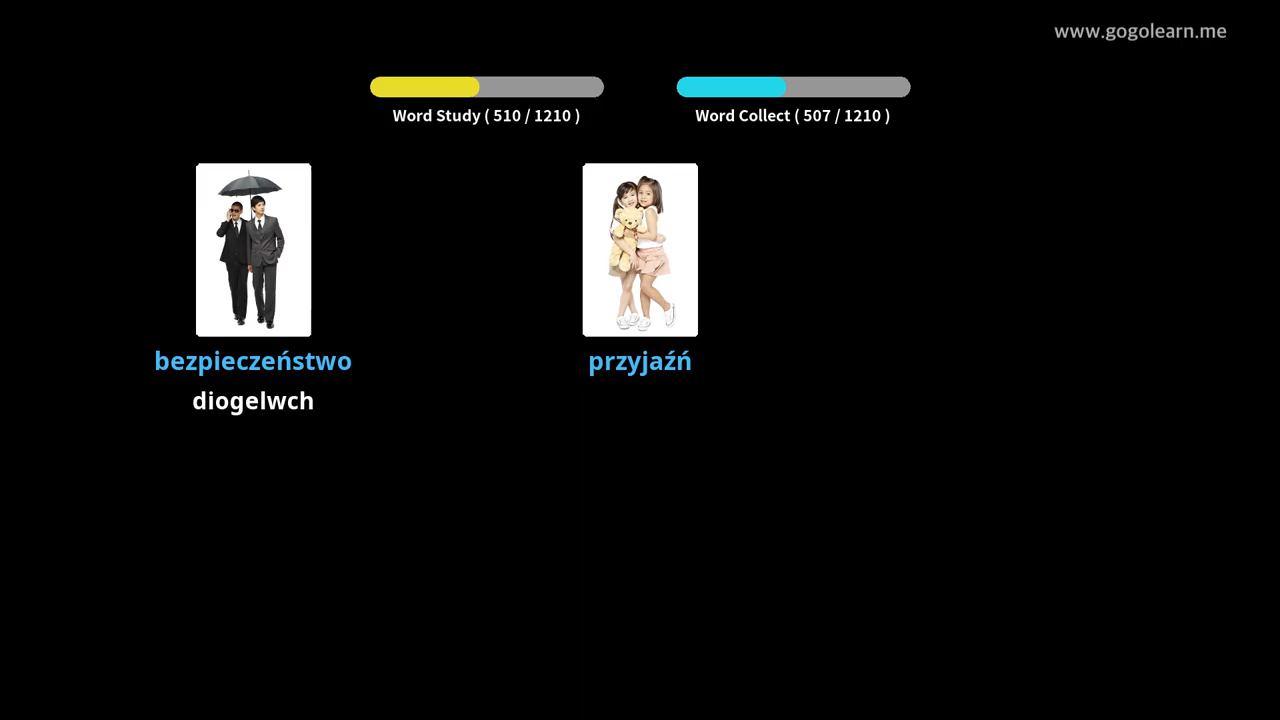 www.gogolearn.me
Word Study ( 510 / 1210 )
Word Collect ( 507 / 1210 )
bezpieczeństwo
przyjaźń
diogelwch